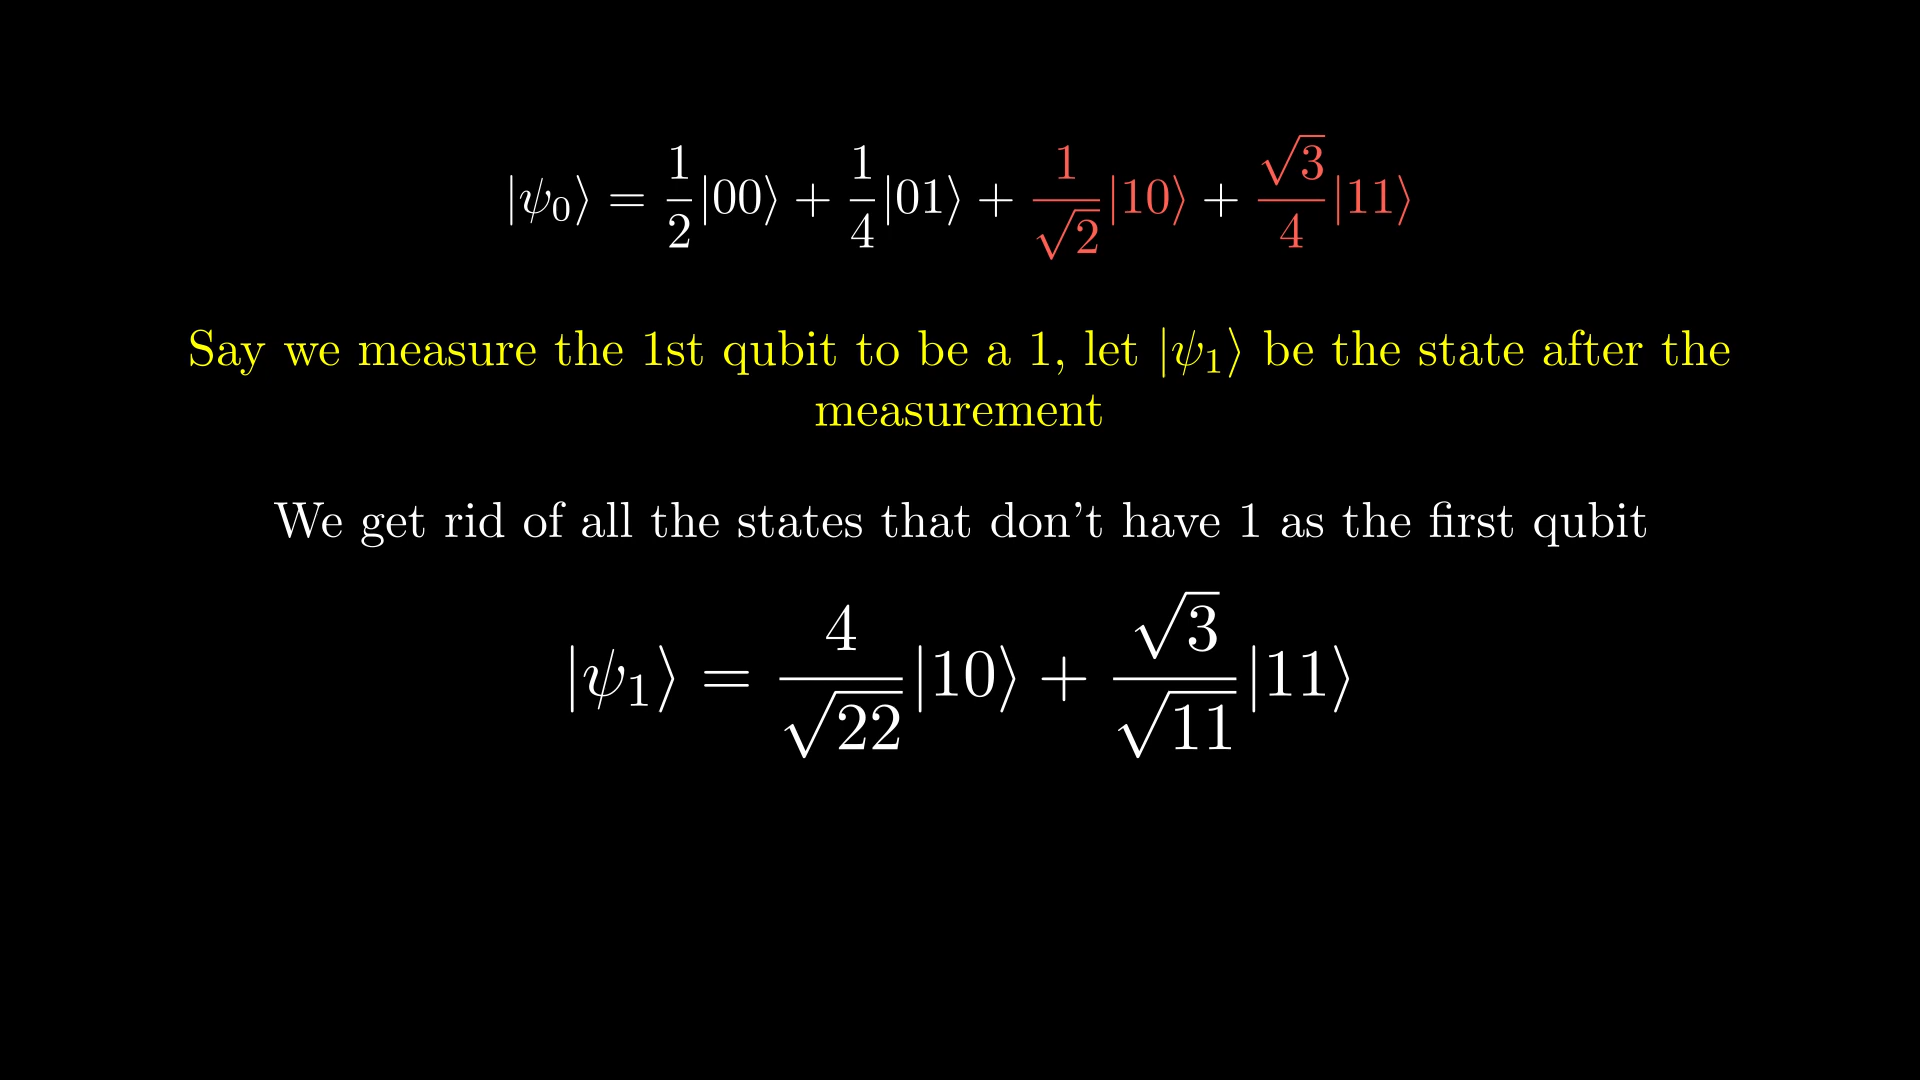 |ψ₀⟩ = 1/2|00⟩ + 1/4|01⟩ + 1/√2|10⟩ + √3/4|11⟩
Say we measure the 1st qubit to be a 1, let |ψ₁⟩ be the state after the
measurement
We get rid of all the states that don't have 1 as the first qubit
|ψ₁⟩ = 4/√22|10⟩ + √3/√11|11⟩